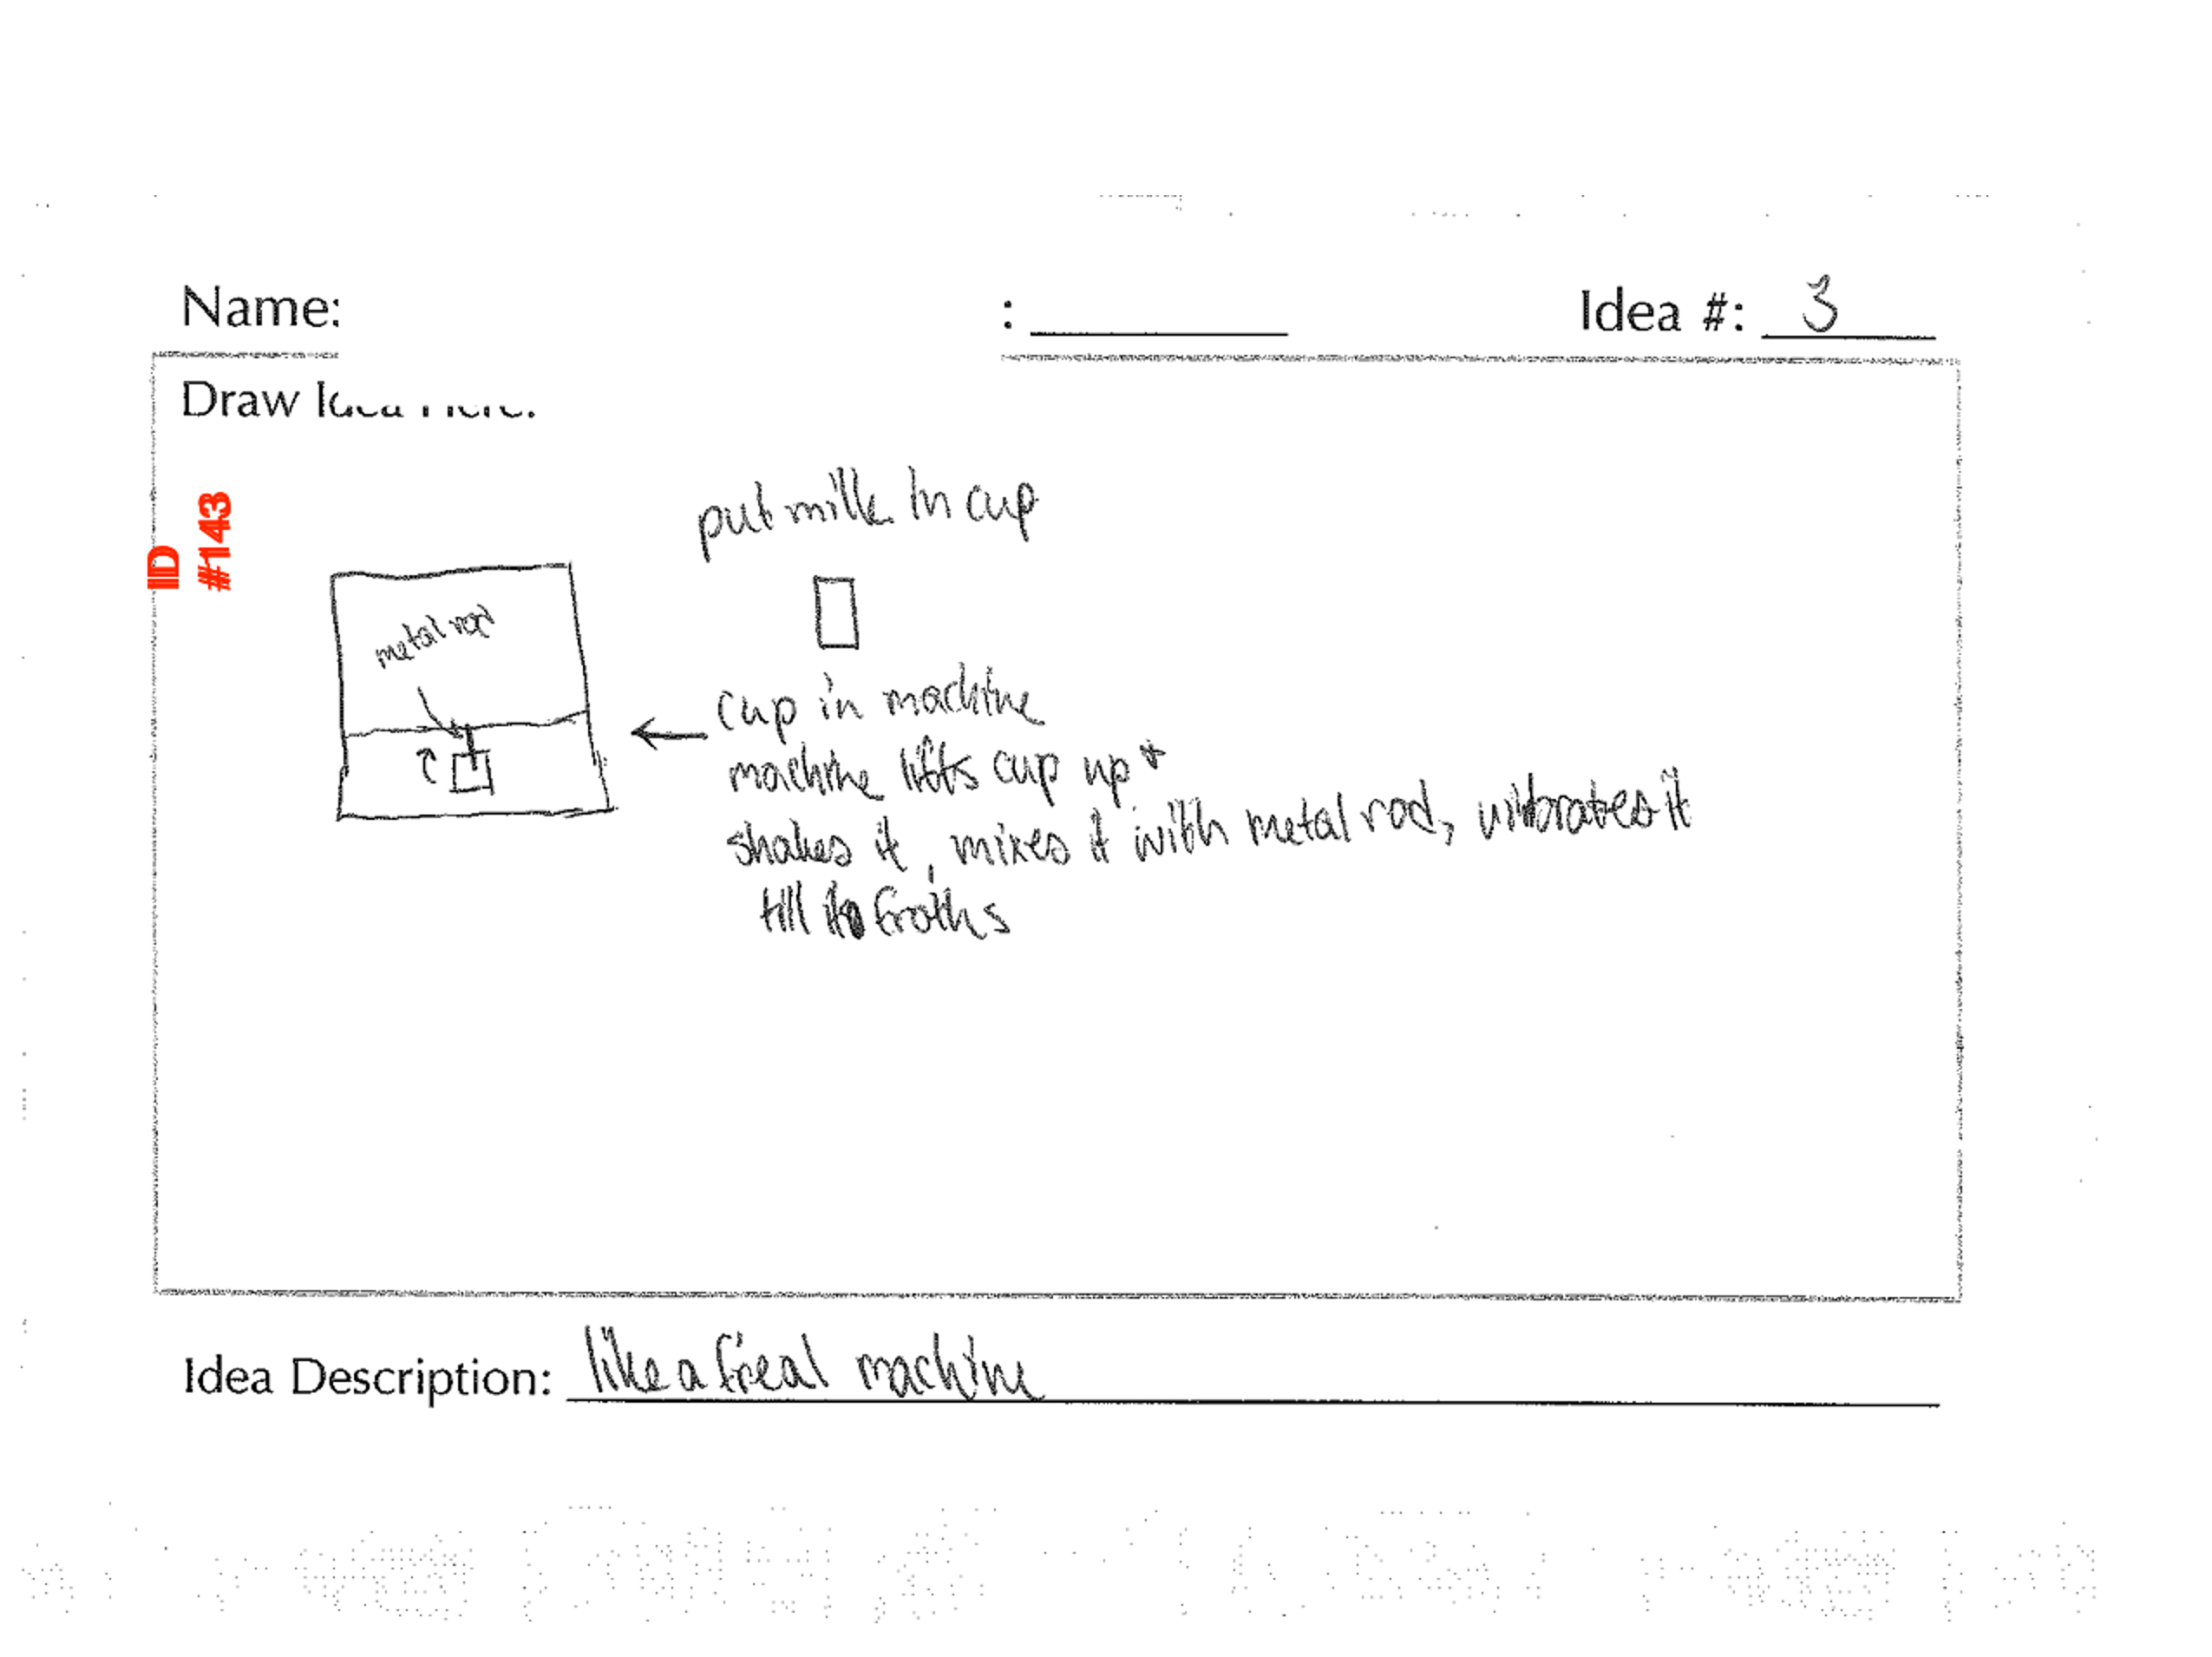 Name:
: Idea #: 3
Draw Idea Here:
ID
#143
put milk in cup
metal rod
cup in machine
machine lifts cup up +
shakes it, mixes it with metal rod, vibrates it
till it froths
Idea Description: like a freal machine